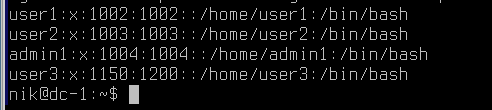 user1:x:1002:1002::/home/user1:/bin/bash
user2:x:1003:1003::/home/user2:/bin/bash
admin1:x:1004:1004::/home/admin1:/bin/bash
user3:x:1150:1200::/home/user3:/bin/bash
nik@dc-1:~$